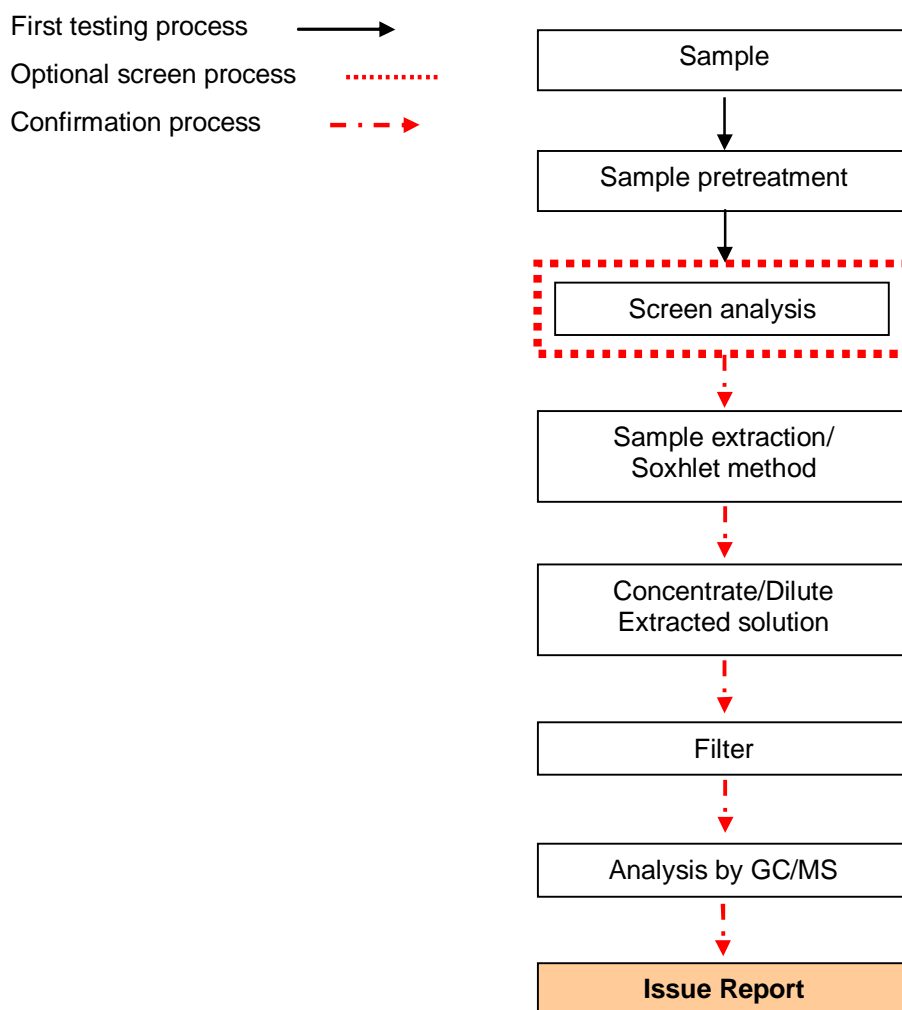 First testing process
Optional screen process
Confirmation process
Sample
Sample pretreatment
Screen analysis
Sample extraction/
Soxhlet method
Concentrate/Dilute
Extracted solution
Filter
Analysis by GC/MS
Issue Report